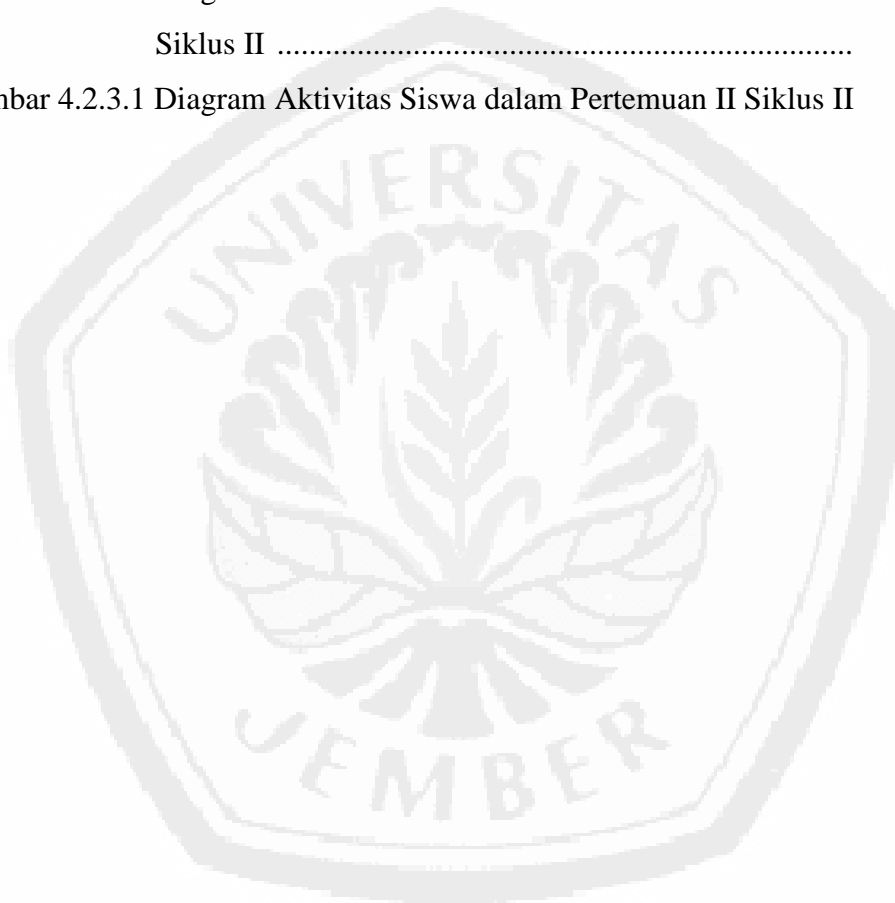 Siklus II .........................................................................
mbar 4.2.3.1 Diagram Aktivitas Siswa dalam Pertemuan II Siklus II
UNIVERSITAS
JEMBER